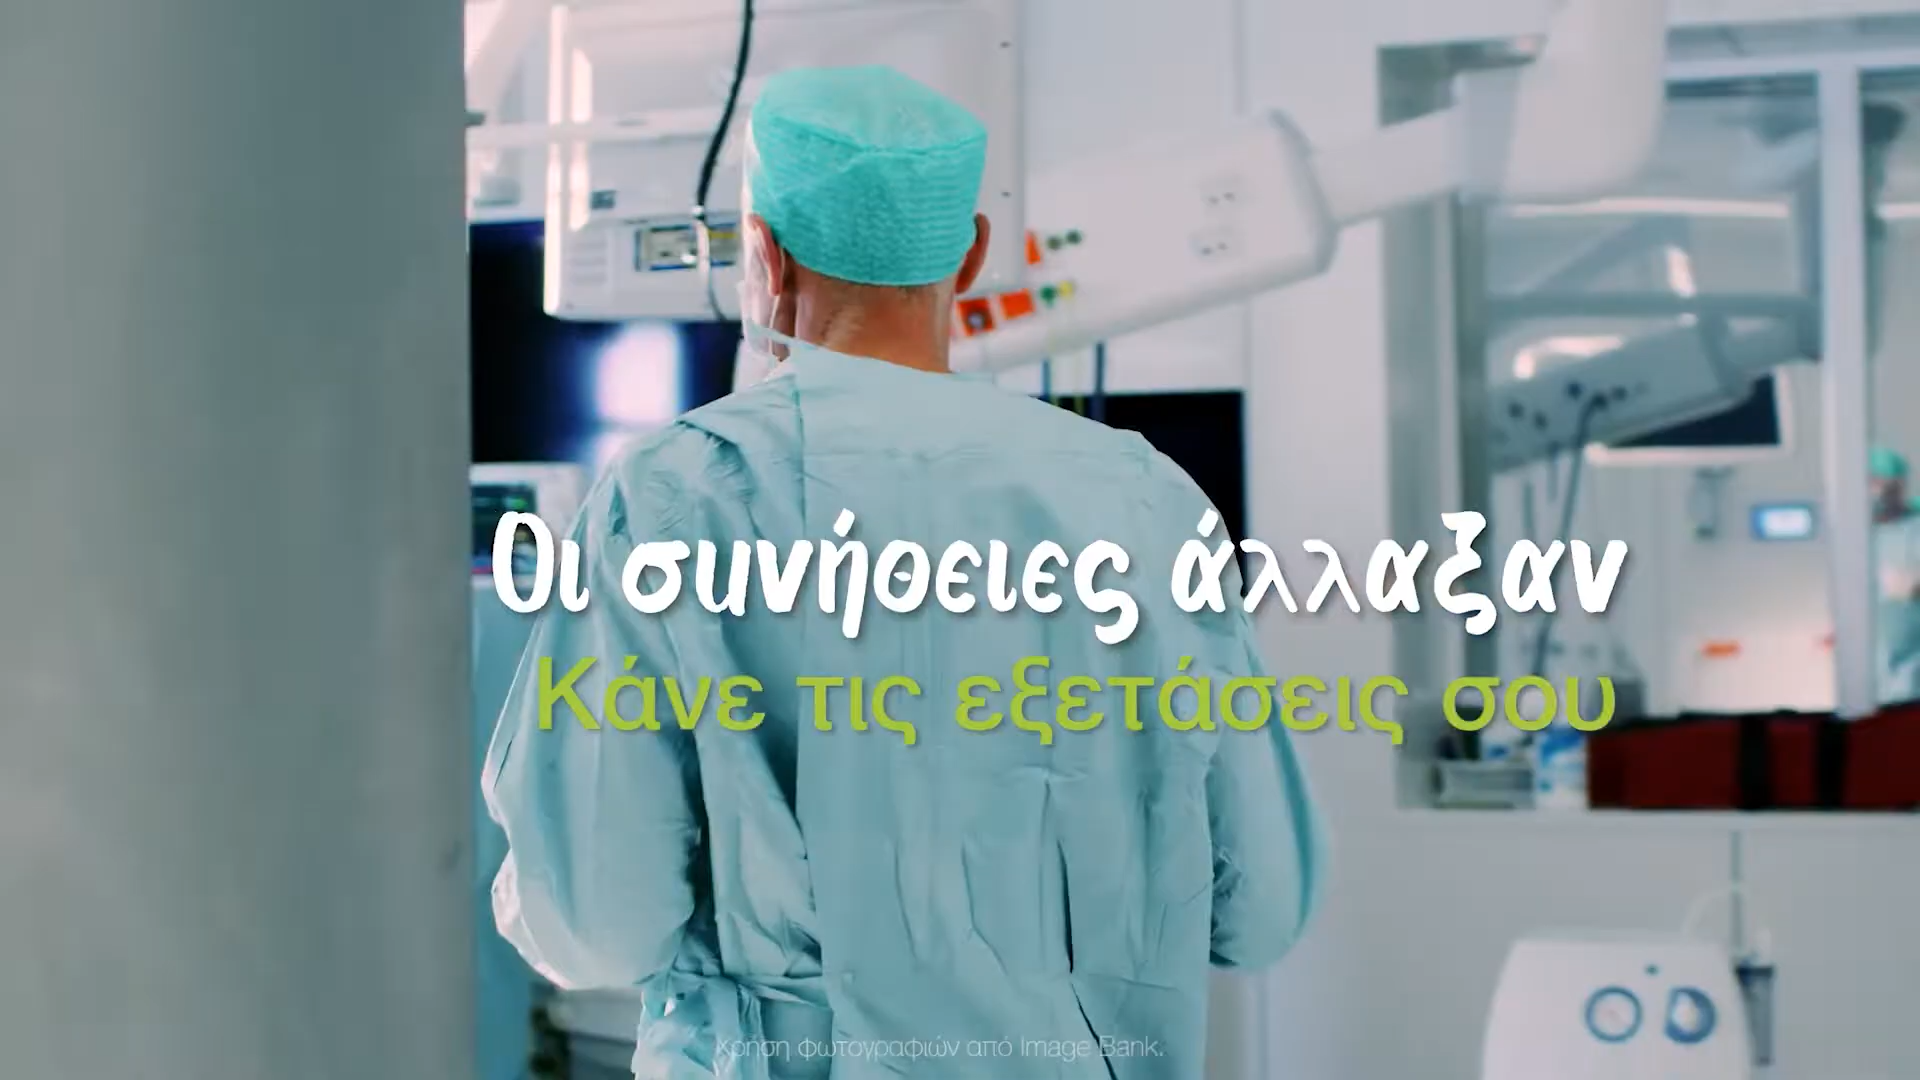 Οι συνήθειες άλλαξαν
Κάνε τις εξετάσεις σου
Χρήση φωτογραφιών από Image Bank.